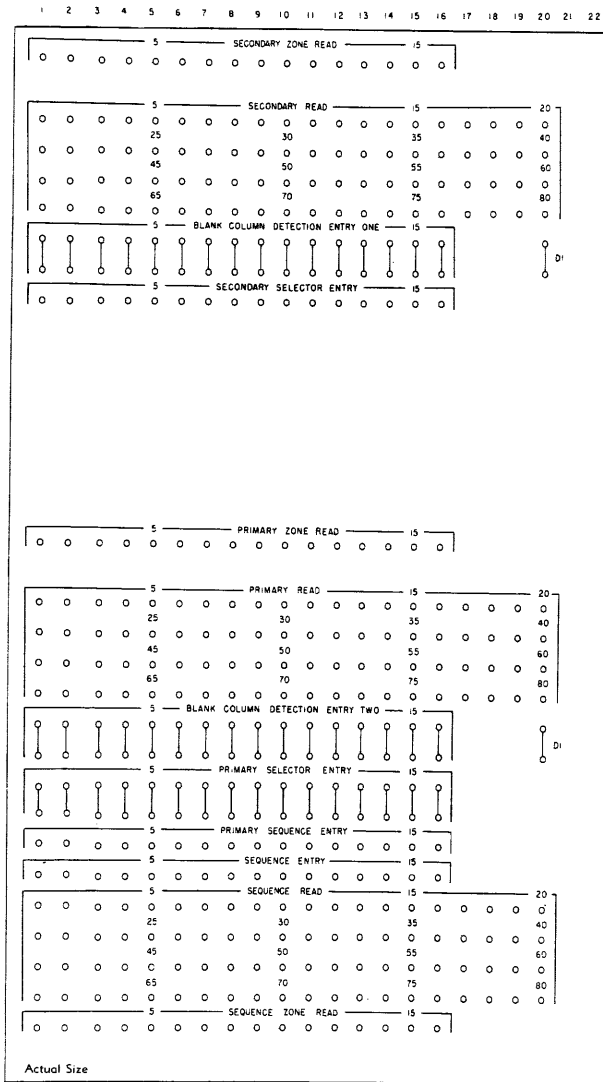 1 2 3 4 5 6 7 8 9 10 11 12 13 14 15 16 17 18 19 20 21 22
5 SECONDARY ZONE READ 15
5 SECONDARY READ 15 20
25 30 35 40
45 50 55 60
65 70 75 80
5 BLANK COLUMN DETECTION ENTRY ONE 15
DI
5 SECONDARY SELECTOR ENTRY 15
5 PRIMARY ZONE READ 15
5 PRIMARY READ 15 20
25 30 35 40
45 50 55 60
65 70 75 80
5 BLANK COLUMN DETECTION ENTRY TWO 15
DI
5 PRIMARY SELECTOR ENTRY 15
5 PRIMARY SEQUENCE ENTRY 15
5 SEQUENCE ENTRY 15
5 SEQUENCE READ 15 20
25 30 35 40
45 50 55 60
65 70 75 80
5 SEQUENCE ZONE READ 15
Actual Size